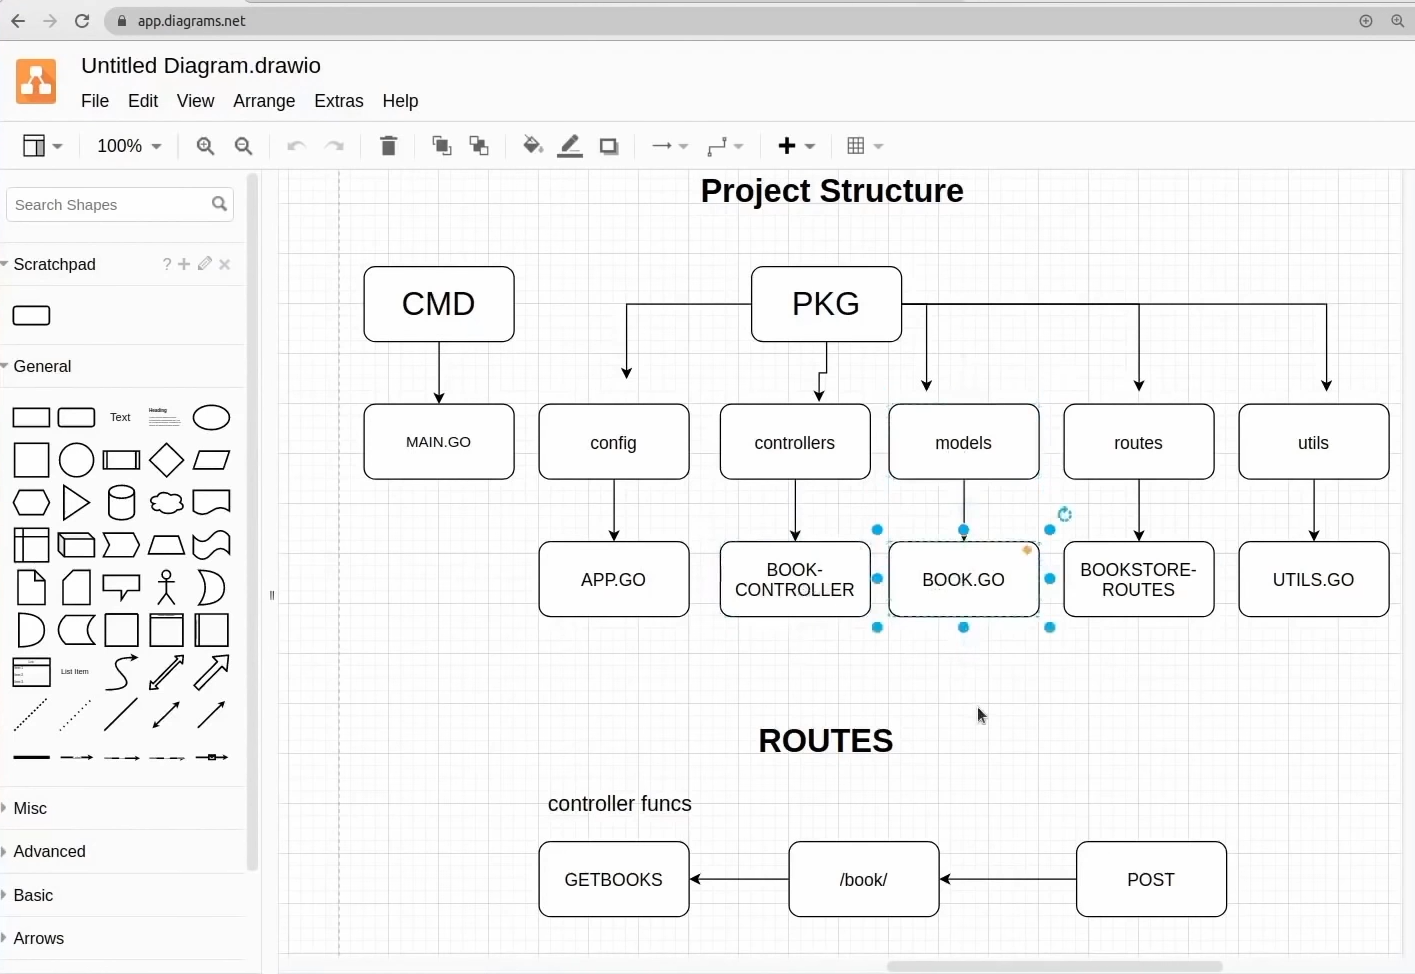 app.diagrams.net
Untitled Diagram.drawio
File Edit View Arrange Extras Help
100%
Search Shapes
Scratchpad
?
General
Text
Heading
List Item
Misc
Advanced
Basic
Arrows
Project Structure
CMD
PKG
MAIN.GO
config
controllers
models
routes
utils
APP.GO
BOOK-
CONTROLLER
BOOK.GO
BOOKSTORE-
ROUTES
UTILS.GO
ROUTES
controller funcs
GETBOOKS
/book/
POST